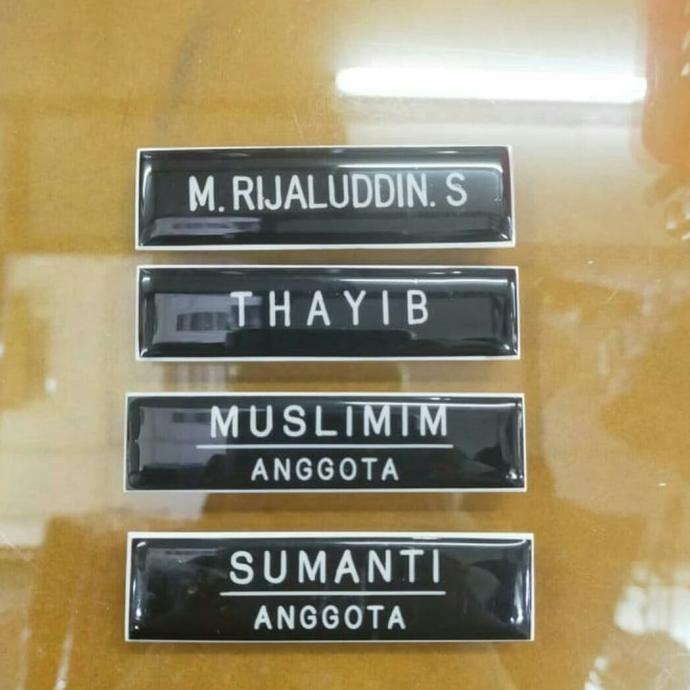 M. RIJALUDDIN. S
THAYIB
MUSLIMIM
ANGGOTA
SUMANTI
ANGGOTA